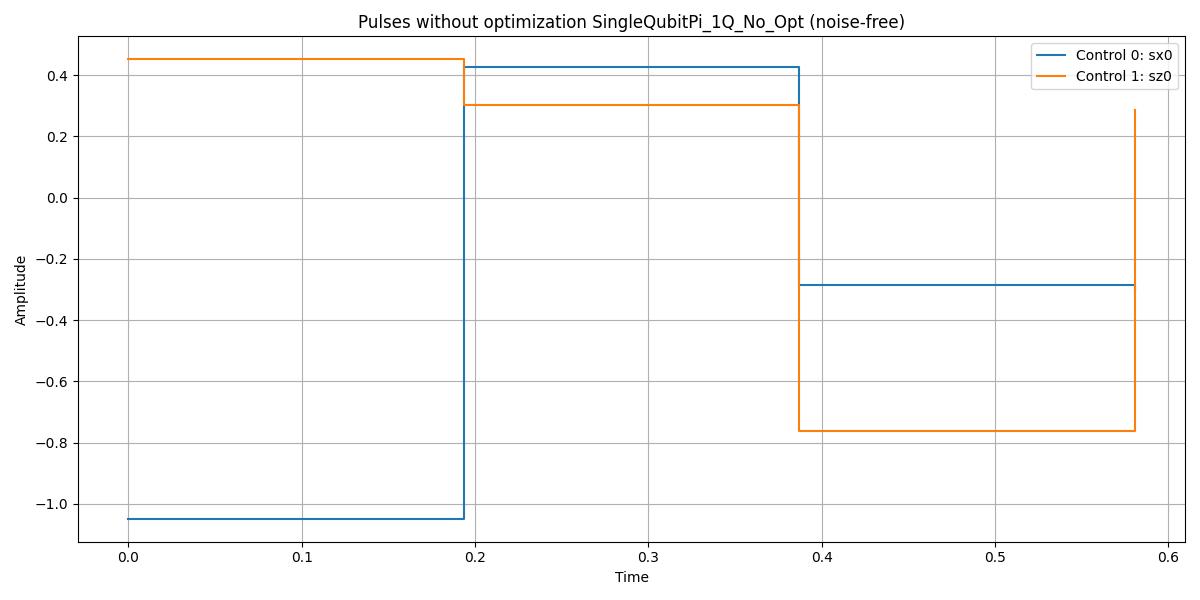 Pulses without optimization SingleQubitPi_1Q_No_Opt (noise-free)
Control 0: sx0
Control 1: sz0
Amplitude
0.4
0.2
0.0
−0.2
−0.4
−0.6
−0.8
−1.0
0.0 0.1 0.2 0.3 0.4 0.5 0.6
Time